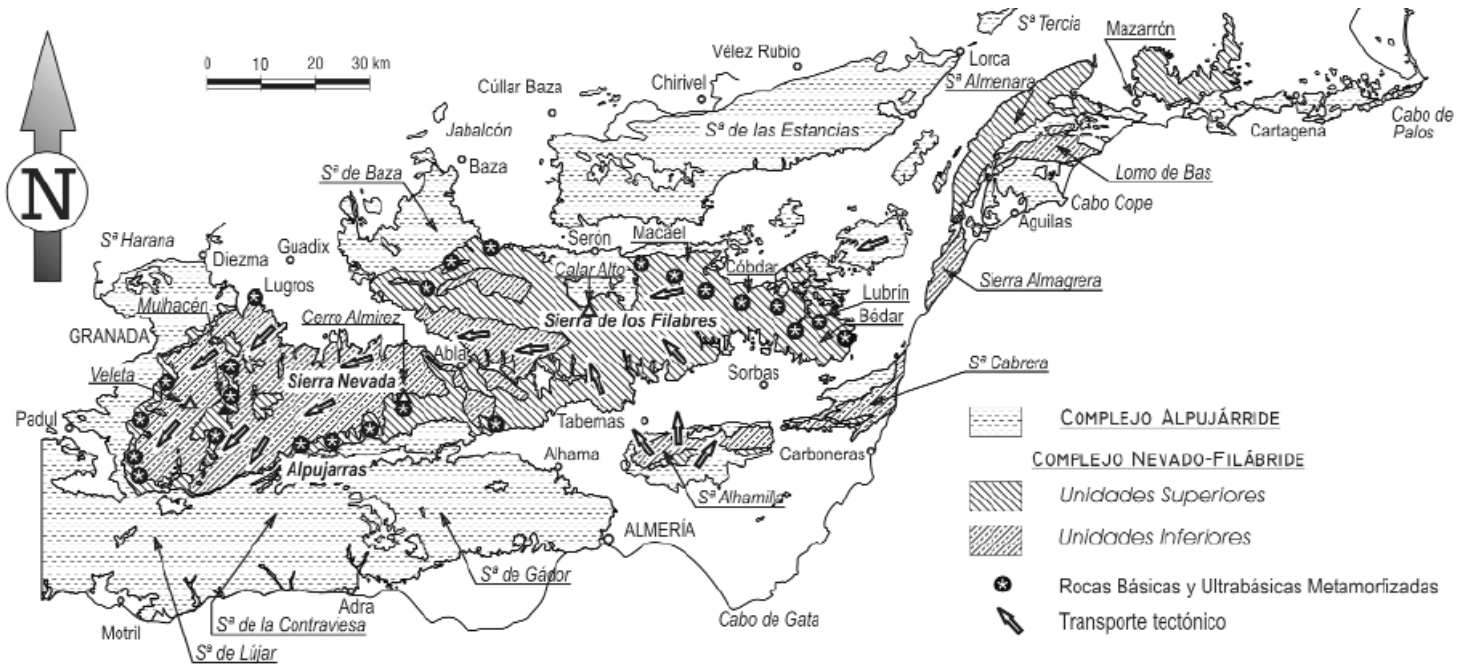 Sª Tercia
Mazarrón
Vélez Rubio
Lorca
0 10 20 30 km
Chirivel
Sª Almenara
Cúllar Baza
Cartagena
Cabo de
Palos
Jabalcón
Sª de las Estancias
Baza
Sª de Baza
Lomo de Bas
N
Cabo Cope
Aguilas
Sª Harana
Diezma
Guadix
Serón
Macael
Calar Alto
Cóbdar
Sierra Almagrera
Mulhacén
Lugros
Lubrín
Cerro Almirez
Sierra de los Filabres
Bédar
GRANADA
Abla
Veleta
Sierra Nevada
Sorbas
Sª Cabrera
Padul
Tabernas
COMPLEJO ALPUJÁRRIDE
Alhama
Carboneras
COMPLEJO NEVADO-FILÁBRIDE
Alpujarras
Sª Alhamilla
Unidades Superiores
ALMERÍA
Unidades Inferiores
Sª de Gádor
Rocas Básicas y Ultrabásicas Metamorfizadas
Adra
Cabo de Gata
Transporte tectónico
Motril
Sª de la Contraviesa
Sª de Lújar